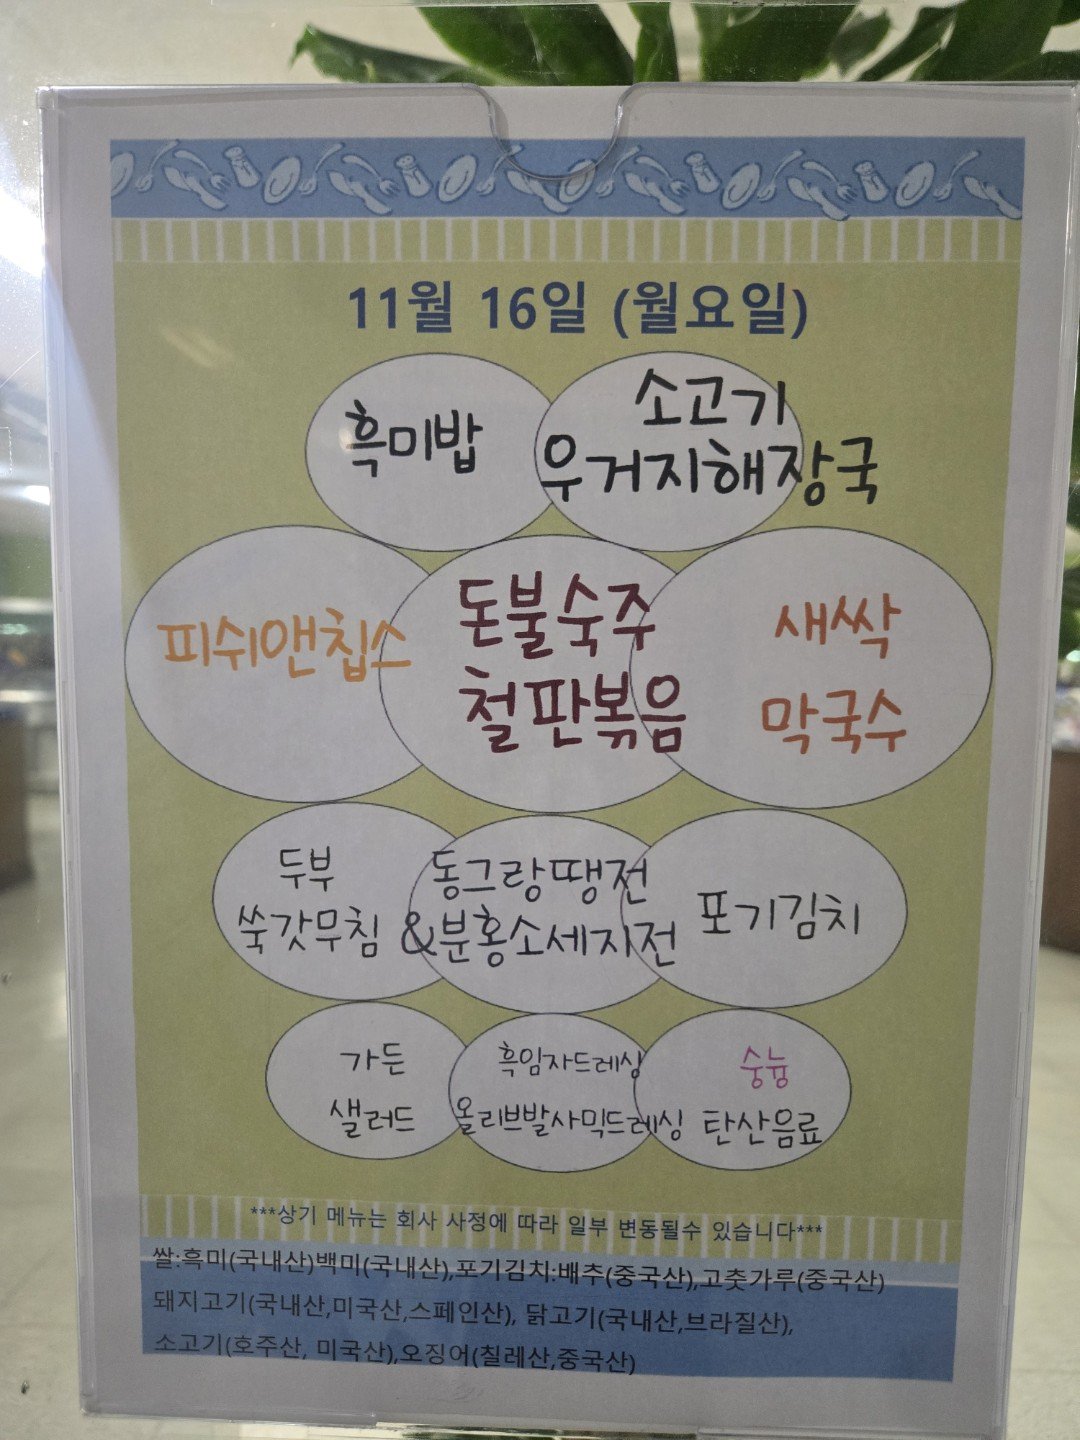 11월 16일 (월요일)
흑미밥
소고기
우거지해장국
피쉬앤칩스
돈불숙주
철판볶음
새싹
막국수
두부
쑥갓무침
동그랑땡전
&분홍소세지전
포기김치
가든
샐러드
흑임자드레싱
올리브발사믹드레싱
숭늉
탄산음료
***상기 메뉴는 회사 사정에 따라 일부 변동될수 있습니다***
쌀:흑미(국내산)백미(국내산),포기김치:배추(중국산),고춧가루(중국산)
돼지고기(국내산,미국산,스페인산), 닭고기(국내산,브라질산),
소고기(호주산, 미국산),오징어(칠레산,중국산)